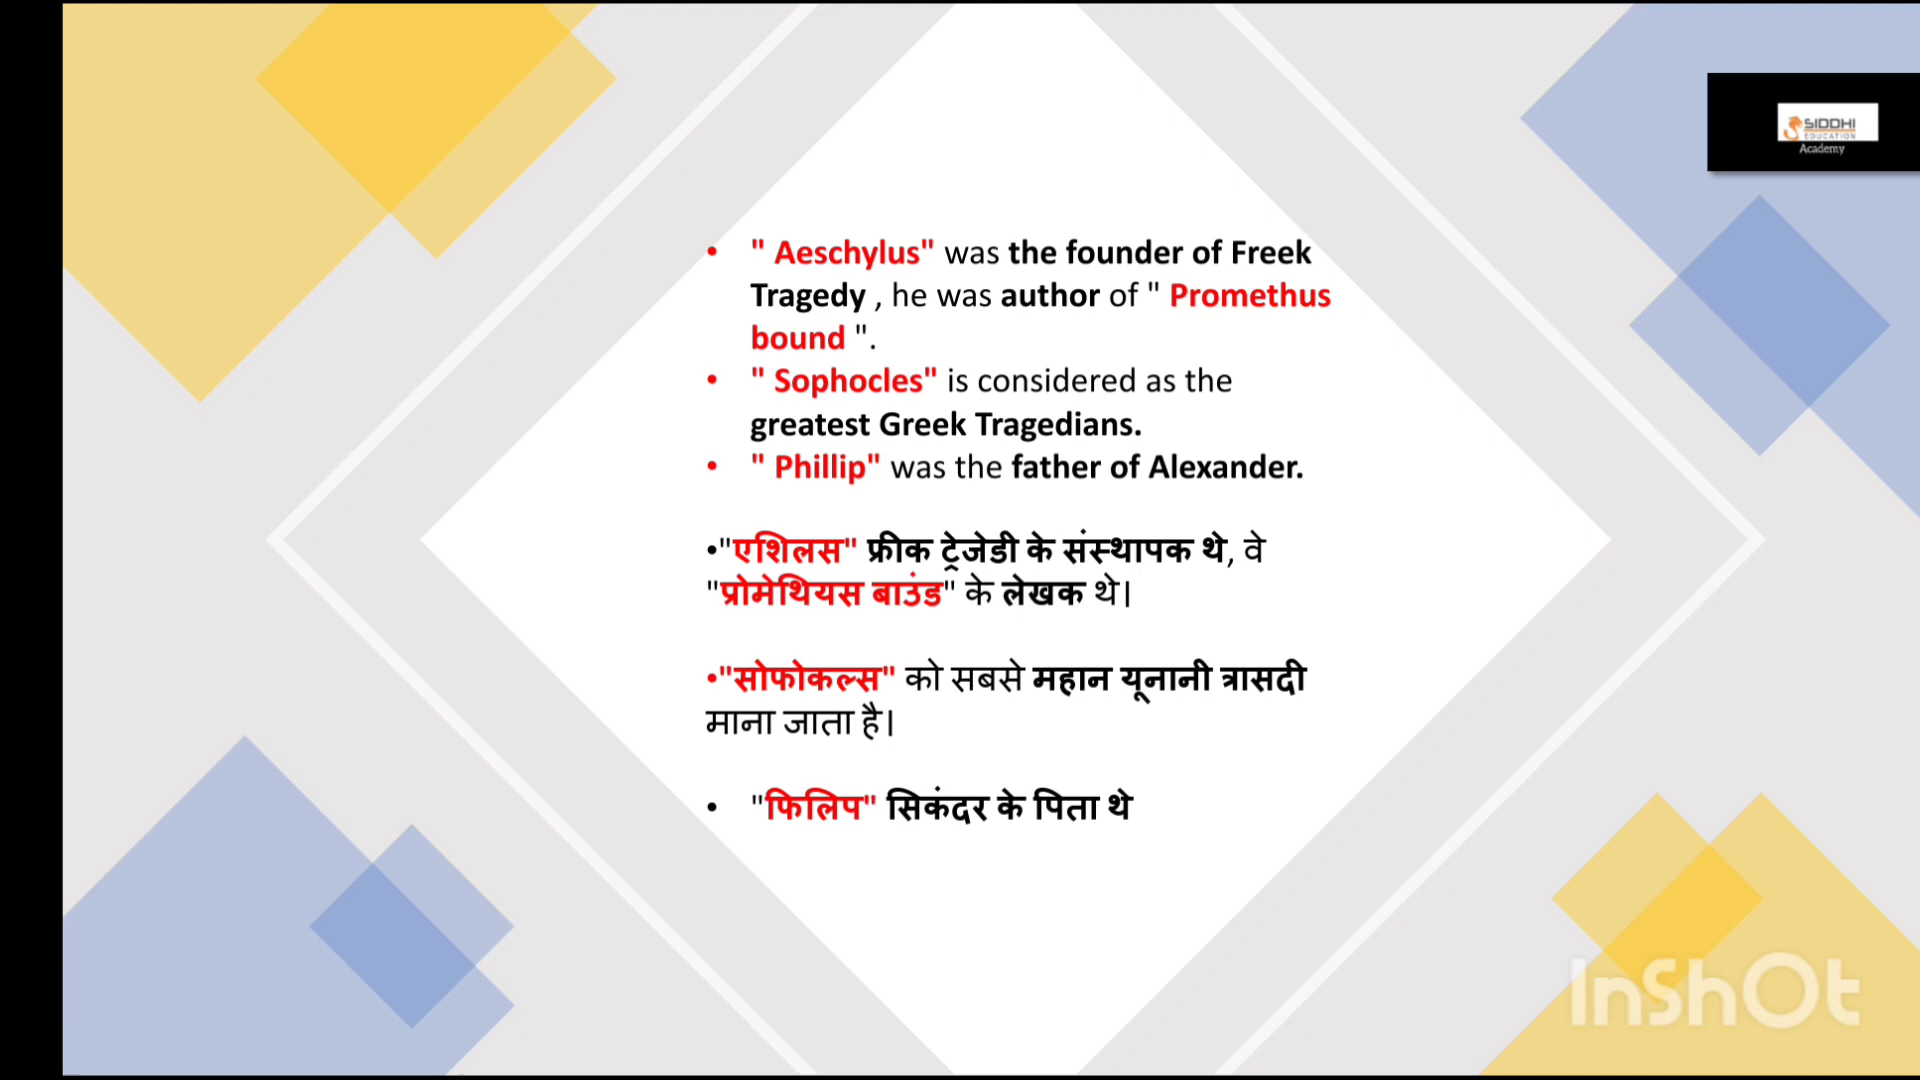 SIDDHI
EDUCATION
Academy
• " Aeschylus" was the founder of Freek
Tragedy , he was author of " Promethus
bound ".
• " Sophocles" is considered as the
greatest Greek Tragedians.
• " Phillip" was the father of Alexander.
•"एशिलस" फ्रीक ट्रेजेडी के संस्थापक थे, वे
"प्रोमेथियस बाउंड" के लेखक थे।
•"सोफोकल्स" को सबसे महान यूनानी त्रासदी
माना जाता है।
• "फिलिप" सिकंदर के पिता थे
InShOt